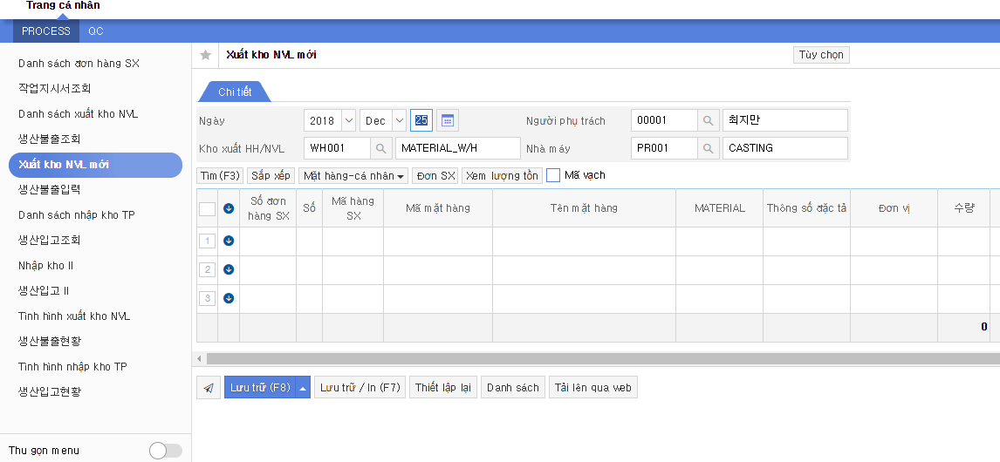 Trang cá nhân
PROCESS QC
Danh sách đơn hàng SX
작업지시서조회
Danh sách xuất kho NVL
생산불출조회
Xuất kho NVL mới
생산불출입력
Danh sách nhập kho TP
생산입고조회
Nhập kho II
생산입고 II
Tình hình xuất kho NVL
생산불출현황
Tình hình nhập kho TP
생산입고현황
Thu gọn menu
Xuất kho NVL mới
Tùy chọn
Chi tiết
Ngày 2018 Dec 25 Người phụ trách 00001 최지만
Kho xuất HH/NVL WH001 MATERIAL_W/H Nhà máy PR001 CASTING
Tìm (F3) Sắp xếp Mặt hàng-cá nhân Đơn SX Xem lượng tồn Mã vạch
Số đơn hàng SX Số Mã hàng SX Mã mặt hàng Tên mặt hàng MATERIAL Thông số đặc tả Đơn vị 수량
1
2
3
0
Lưu trữ (F8) Lưu trữ / In (F7) Thiết lập lại Danh sách Tải lên qua web